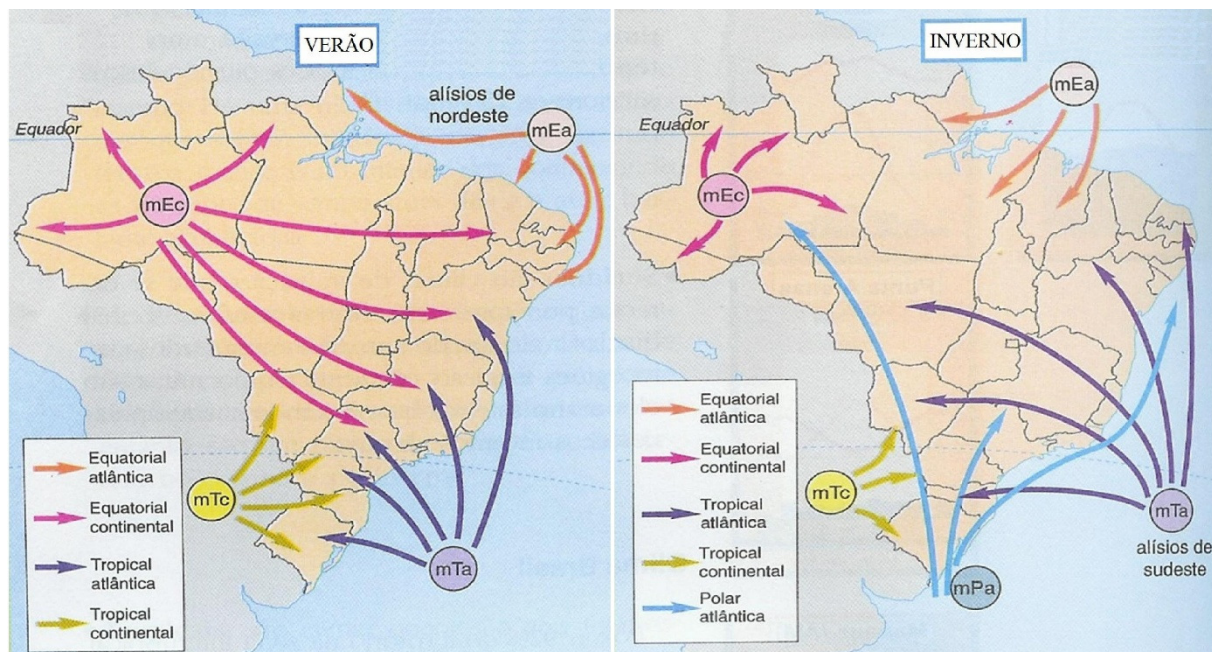 VERÃO
alísios de
nordeste
mEa
Equador
mEc
mTc
mTa
Equatorial
atlântica
Equatorial
continental
Tropical
atlântica
Tropical
continental
INVERNO
mEa
Equador
mEc
mTc
mTa
alísios de
sudeste
mPa
Equatorial
atlântica
Equatorial
continental
Tropical
atlântica
Tropical
continental
Polar
atlântica